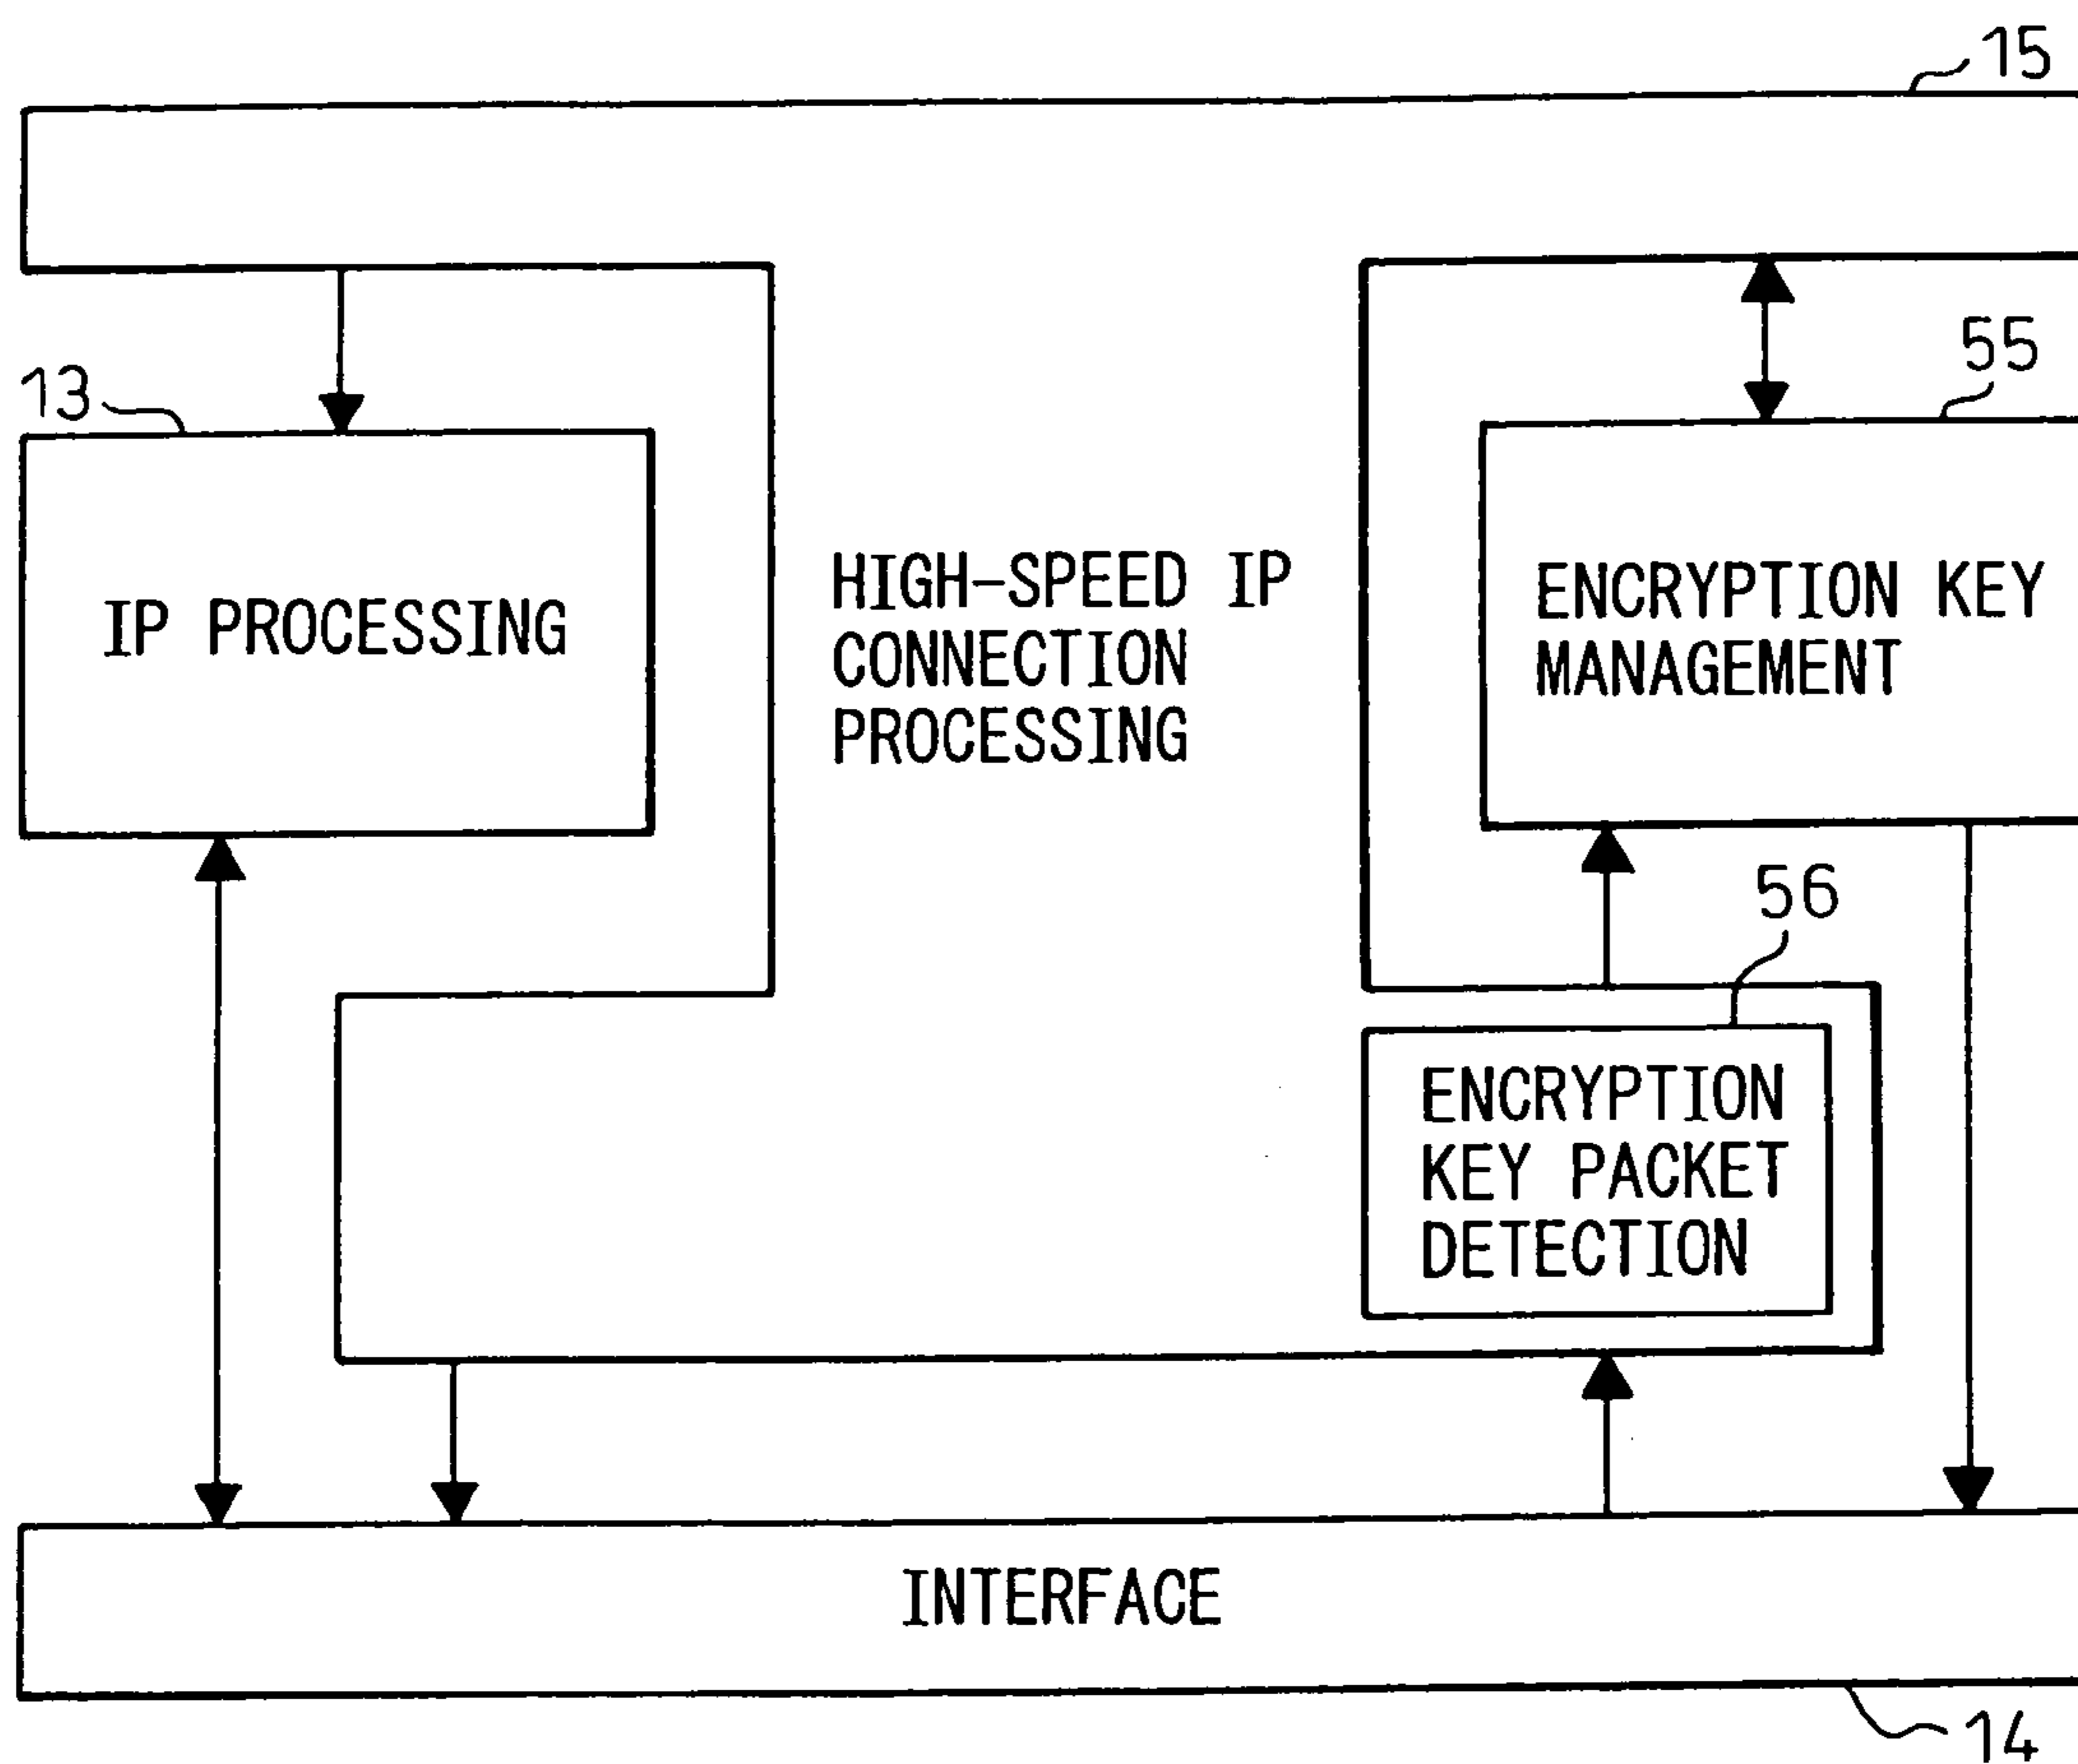 15
13
55
IP PROCESSING
HIGH-SPEED IP
CONNECTION
PROCESSING
ENCRYPTION KEY
MANAGEMENT
56
ENCRYPTION
KEY PACKET
DETECTION
INTERFACE
14